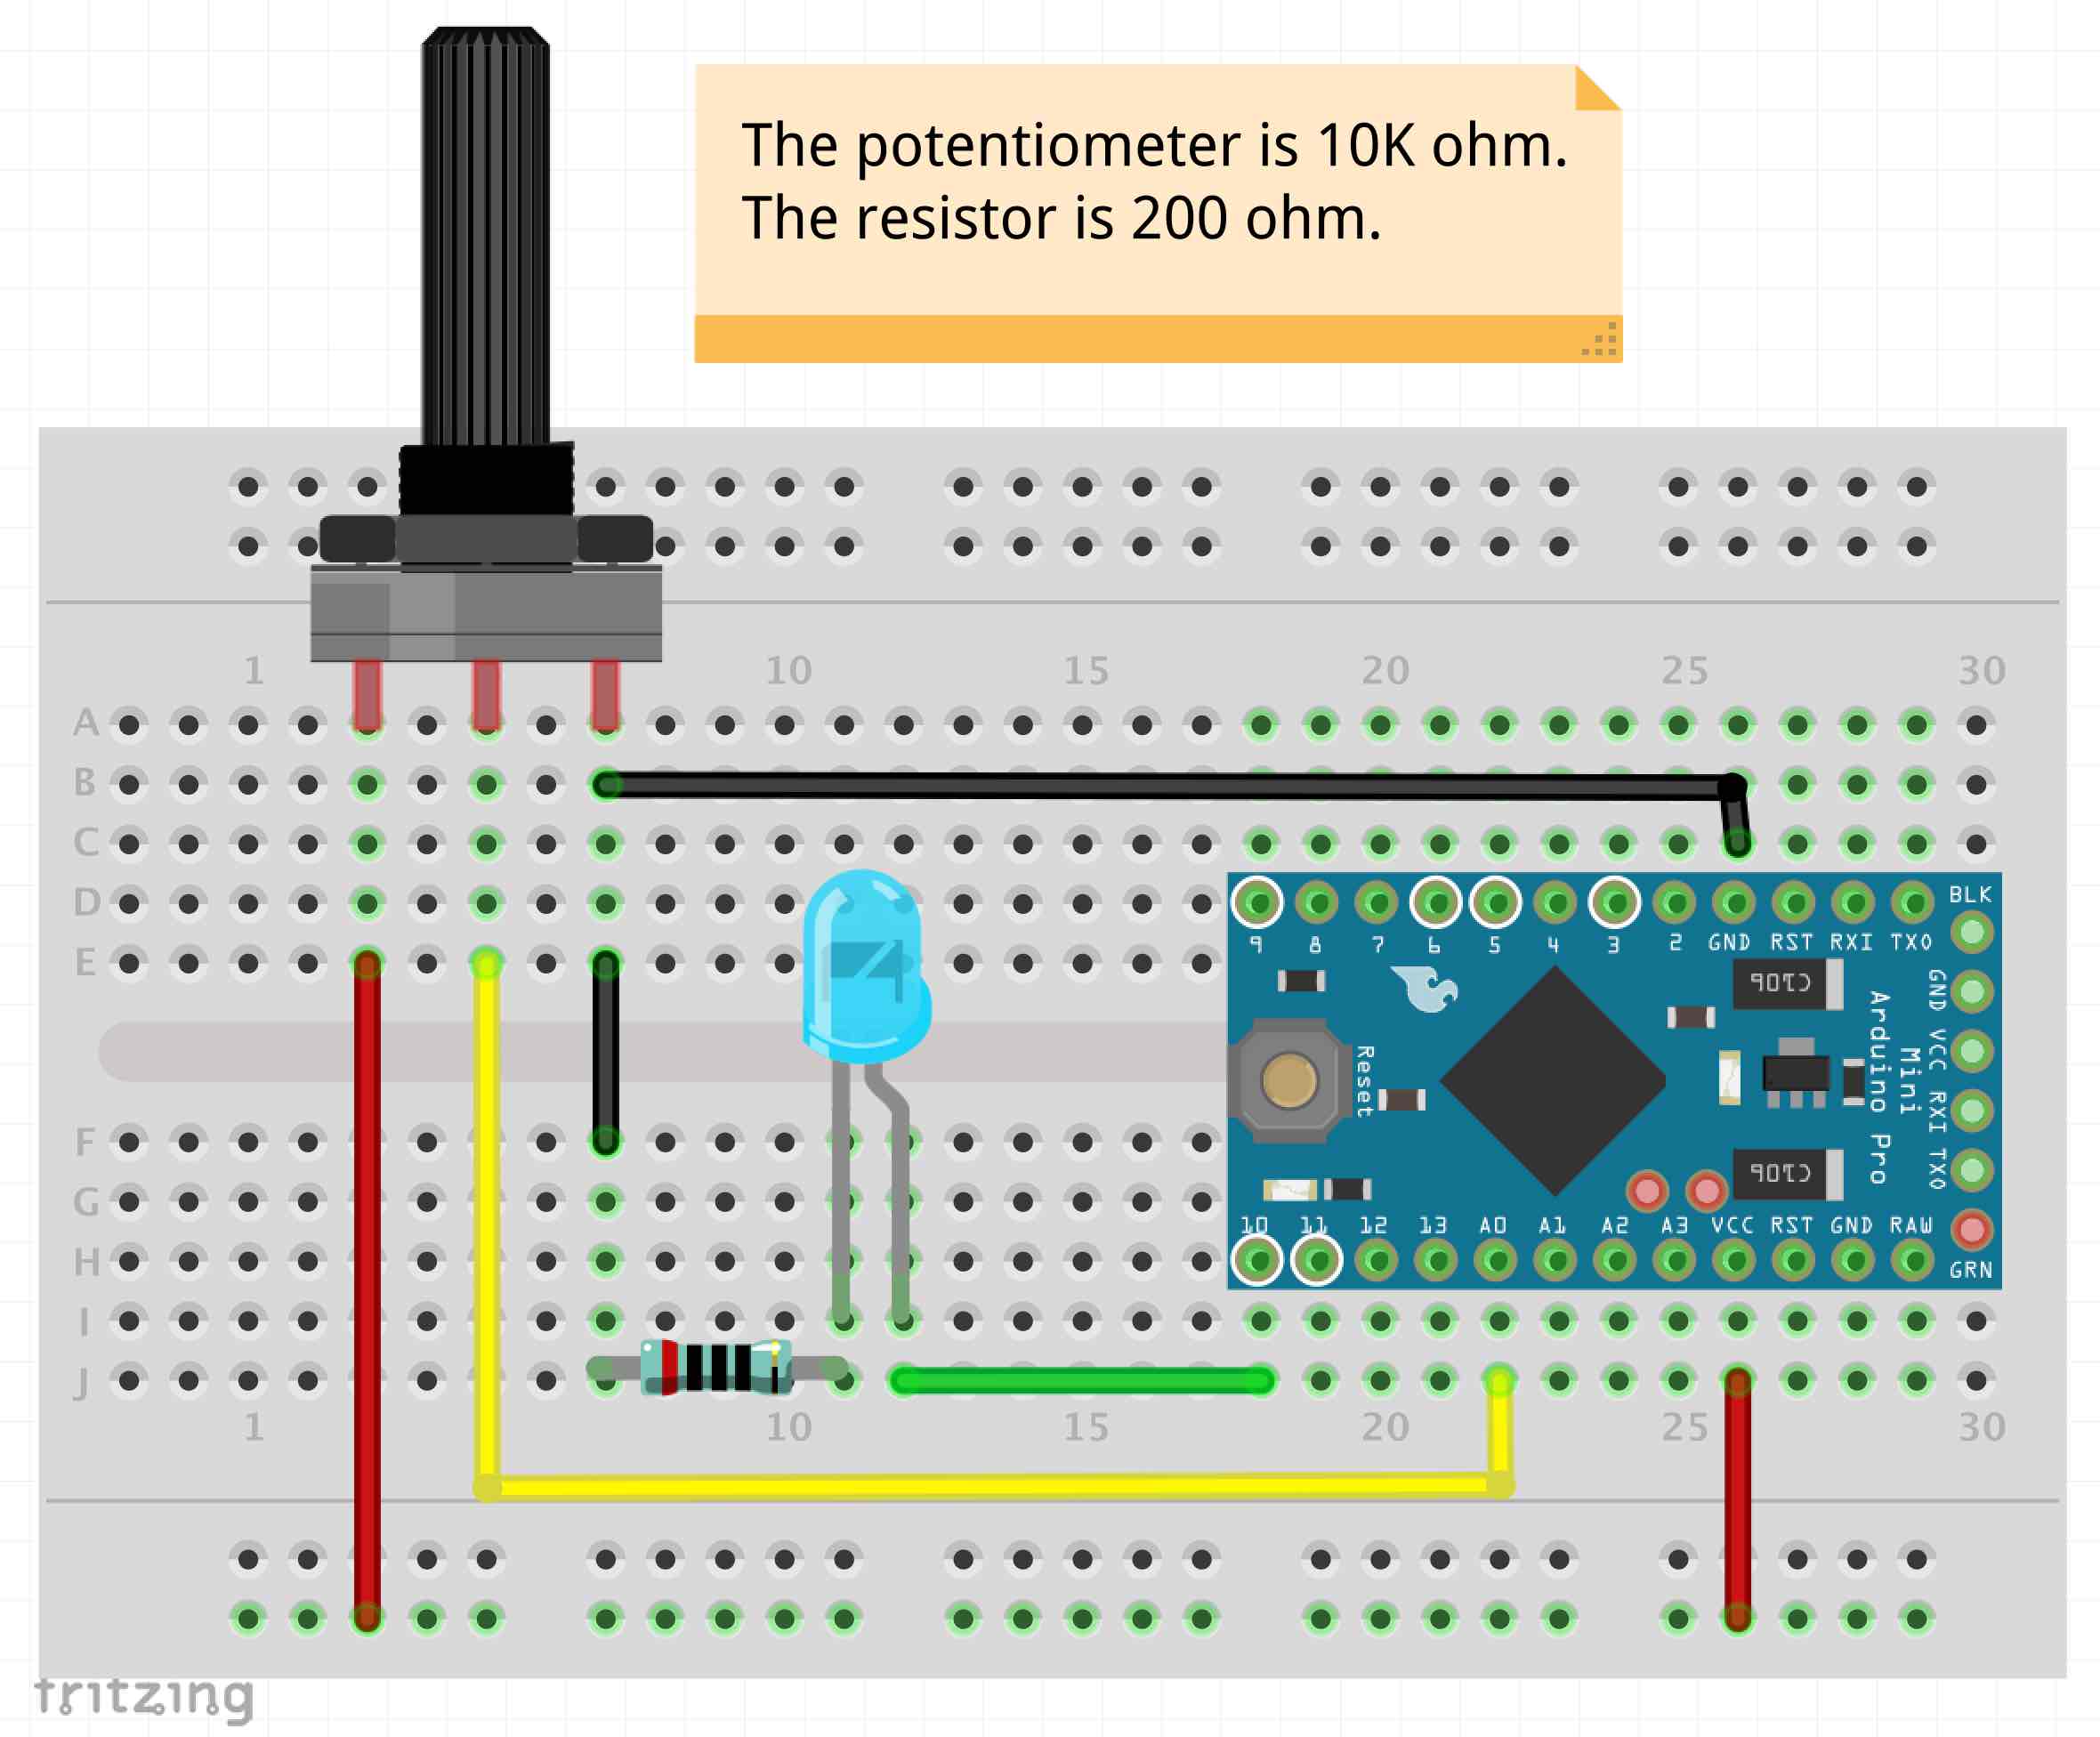 The potentiometer is 10K ohm.
The resistor is 200 ohm.
1 10 15 20 25 30
A
B
C
D
E
F
G
H
I
J
1 10 15 20 25 30
BLK
9 8 7 6 5 4 3 2 GND RST RXI TXO
GND VCC RXI TXO
Arduino Pro
Mini
Reset
10 11 12 13 A0 A1 A2 A3 VCC RST GND RAW
GRN
fritzing